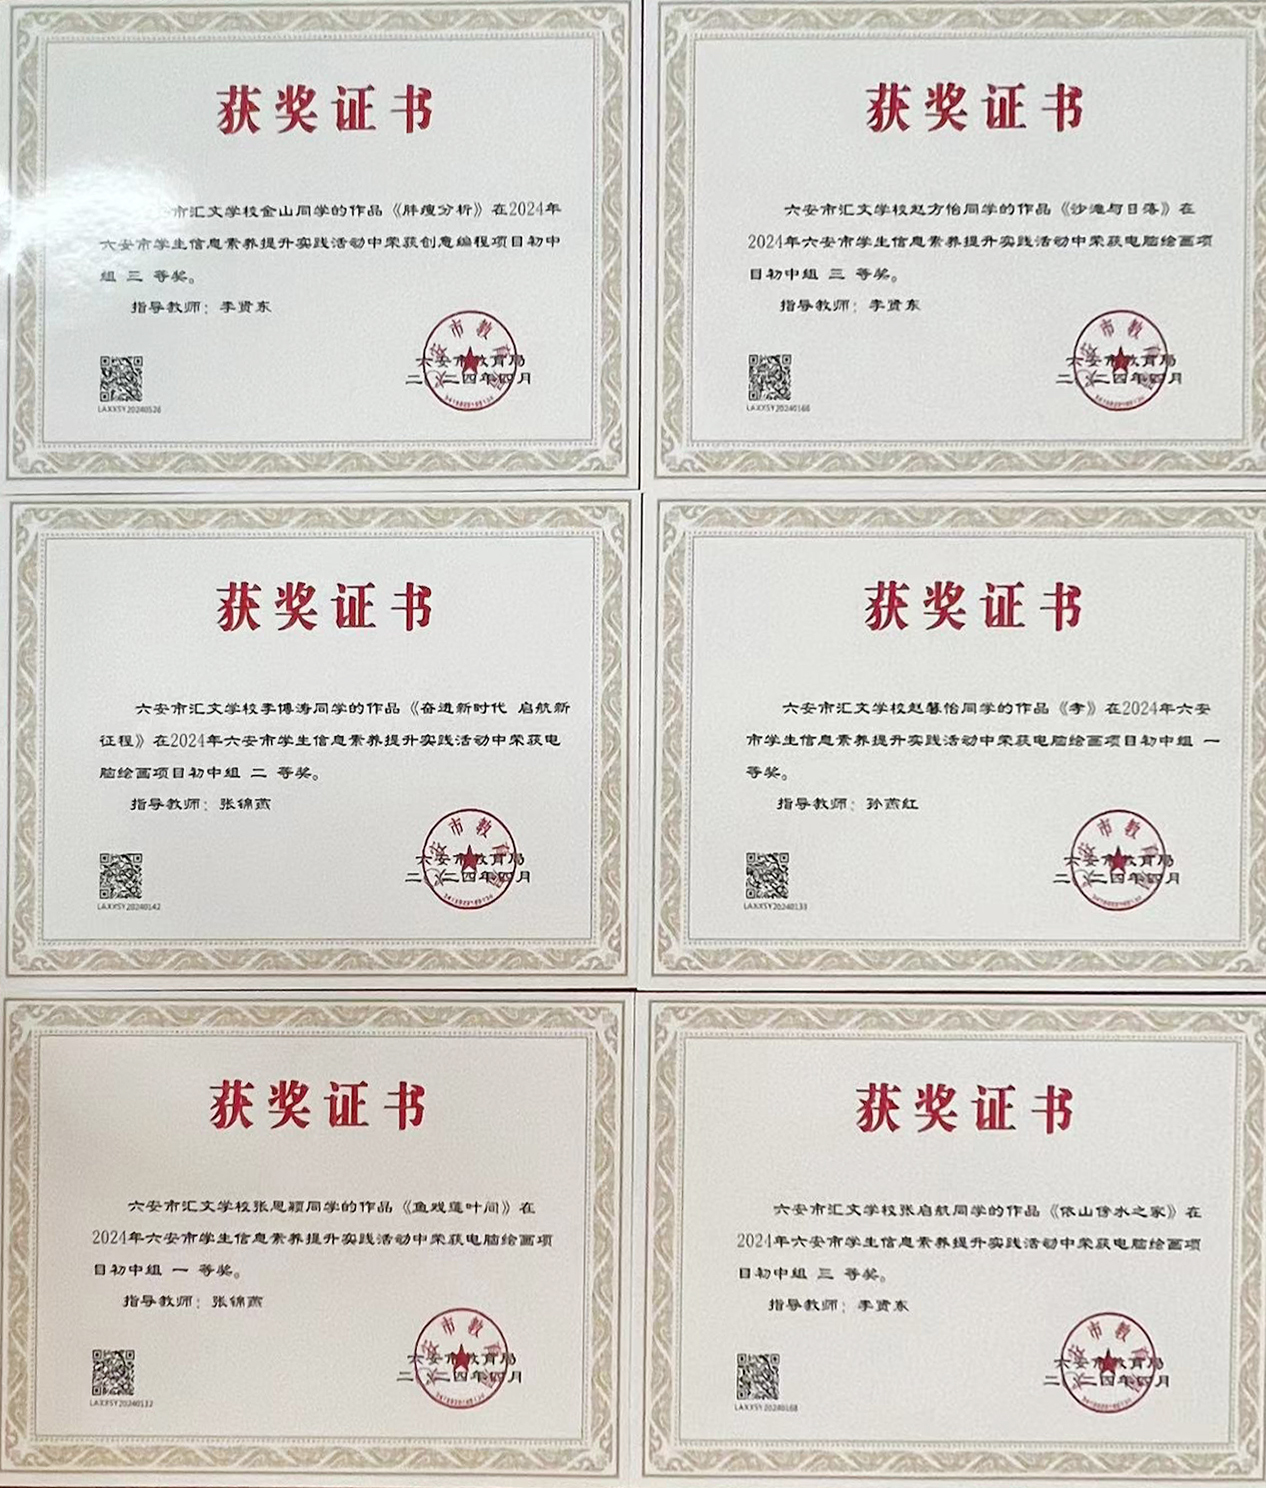 获奖证书
市汇文学校金山同学的作品《胖瘦分析》在2024年
六安市学生信息素养提升实践活动中荣获创意编程项目初中
组 三 等奖。
指导教师：李贤东
六安市教育局
二〇二四年四月
LAXXSY20240526
获奖证书
六安市汇文学校赵方怡同学的作品《沙滩与日落》在
2024年六安市学生信息素养提升实践活动中荣获电脑绘画项
目初中组 三 等奖。
指导教师：李贤东
六安市教育局
二〇二四年四月
LAXXSY20240166
获奖证书
六安市汇文学校李博涛同学的作品《奋进新时代 启航新
征程》在2024年六安市学生信息素养提升实践活动中荣获电
脑绘画项目初中组 二 等奖。
指导教师：张锦燕
六安市教育局
二〇二四年四月
LAXXSY20240142
获奖证书
六安市汇文学校赵馨怡同学的作品《孝》在2024年六安
市学生信息素养提升实践活动中荣获电脑绘画项目初中组 一
等奖。
指导教师：孙燕红
六安市教育局
二〇二四年四月
LAXXSY20240133
获奖证书
六安市汇文学校张思颖同学的作品《鱼戏莲叶间》在
2024年六安市学生信息素养提升实践活动中荣获电脑绘画项
目初中组 一 等奖。
指导教师：张锦燕
六安市教育局
二〇二四年四月
LAXXSY20240132
获奖证书
六安市汇文学校张启航同学的作品《依山傍水之家》在
2024年六安市学生信息素养提升实践活动中荣获电脑绘画项
目初中组 三 等奖。
指导教师：李贤东
六安市教育局
二〇二四年四月
LAXXSY20240168